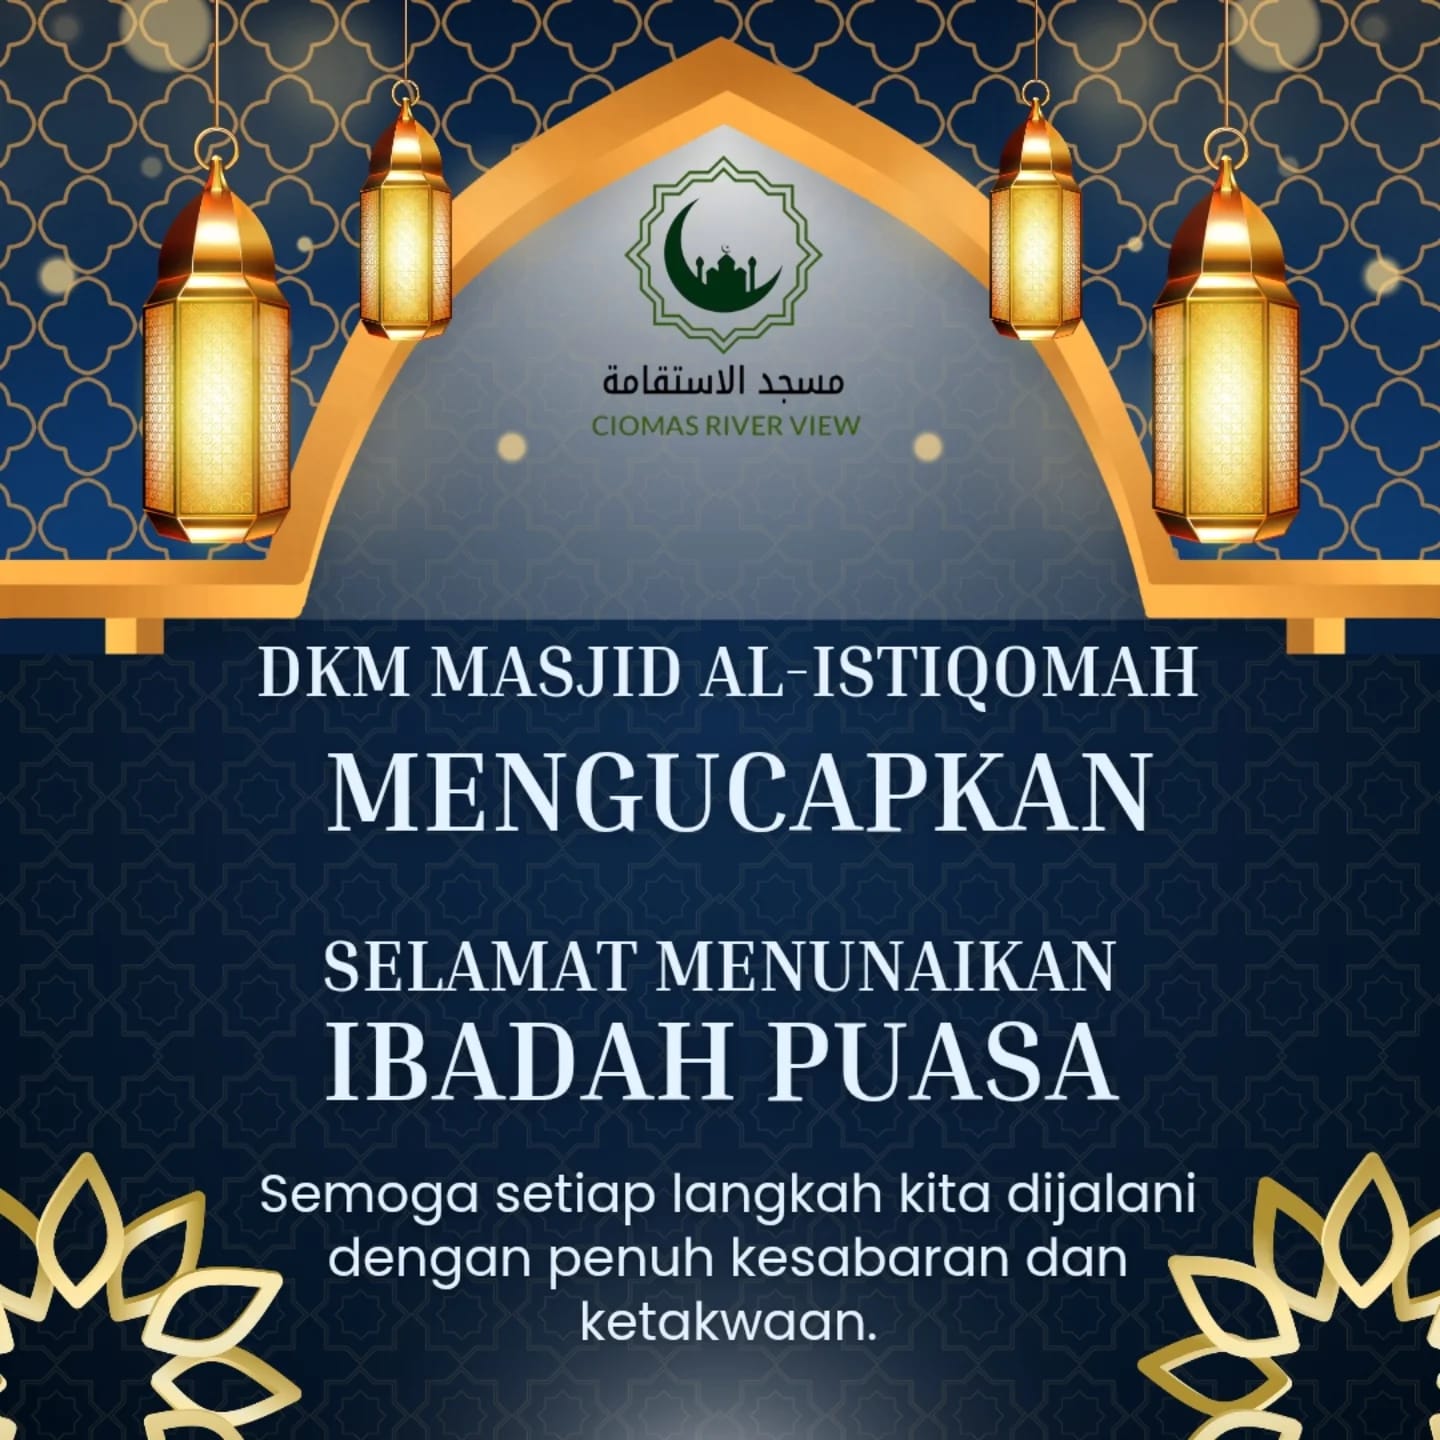 مسجد الاستقامة
CIOMAS RIVER VIEW
DKM MASJID AL-ISTIQOMAH
MENGUCAPKAN
SELAMAT MENUNAIKAN
IBADAH PUASA
Semoga setiap langkah kita dijalani
dengan penuh kesabaran dan
ketakwaan.